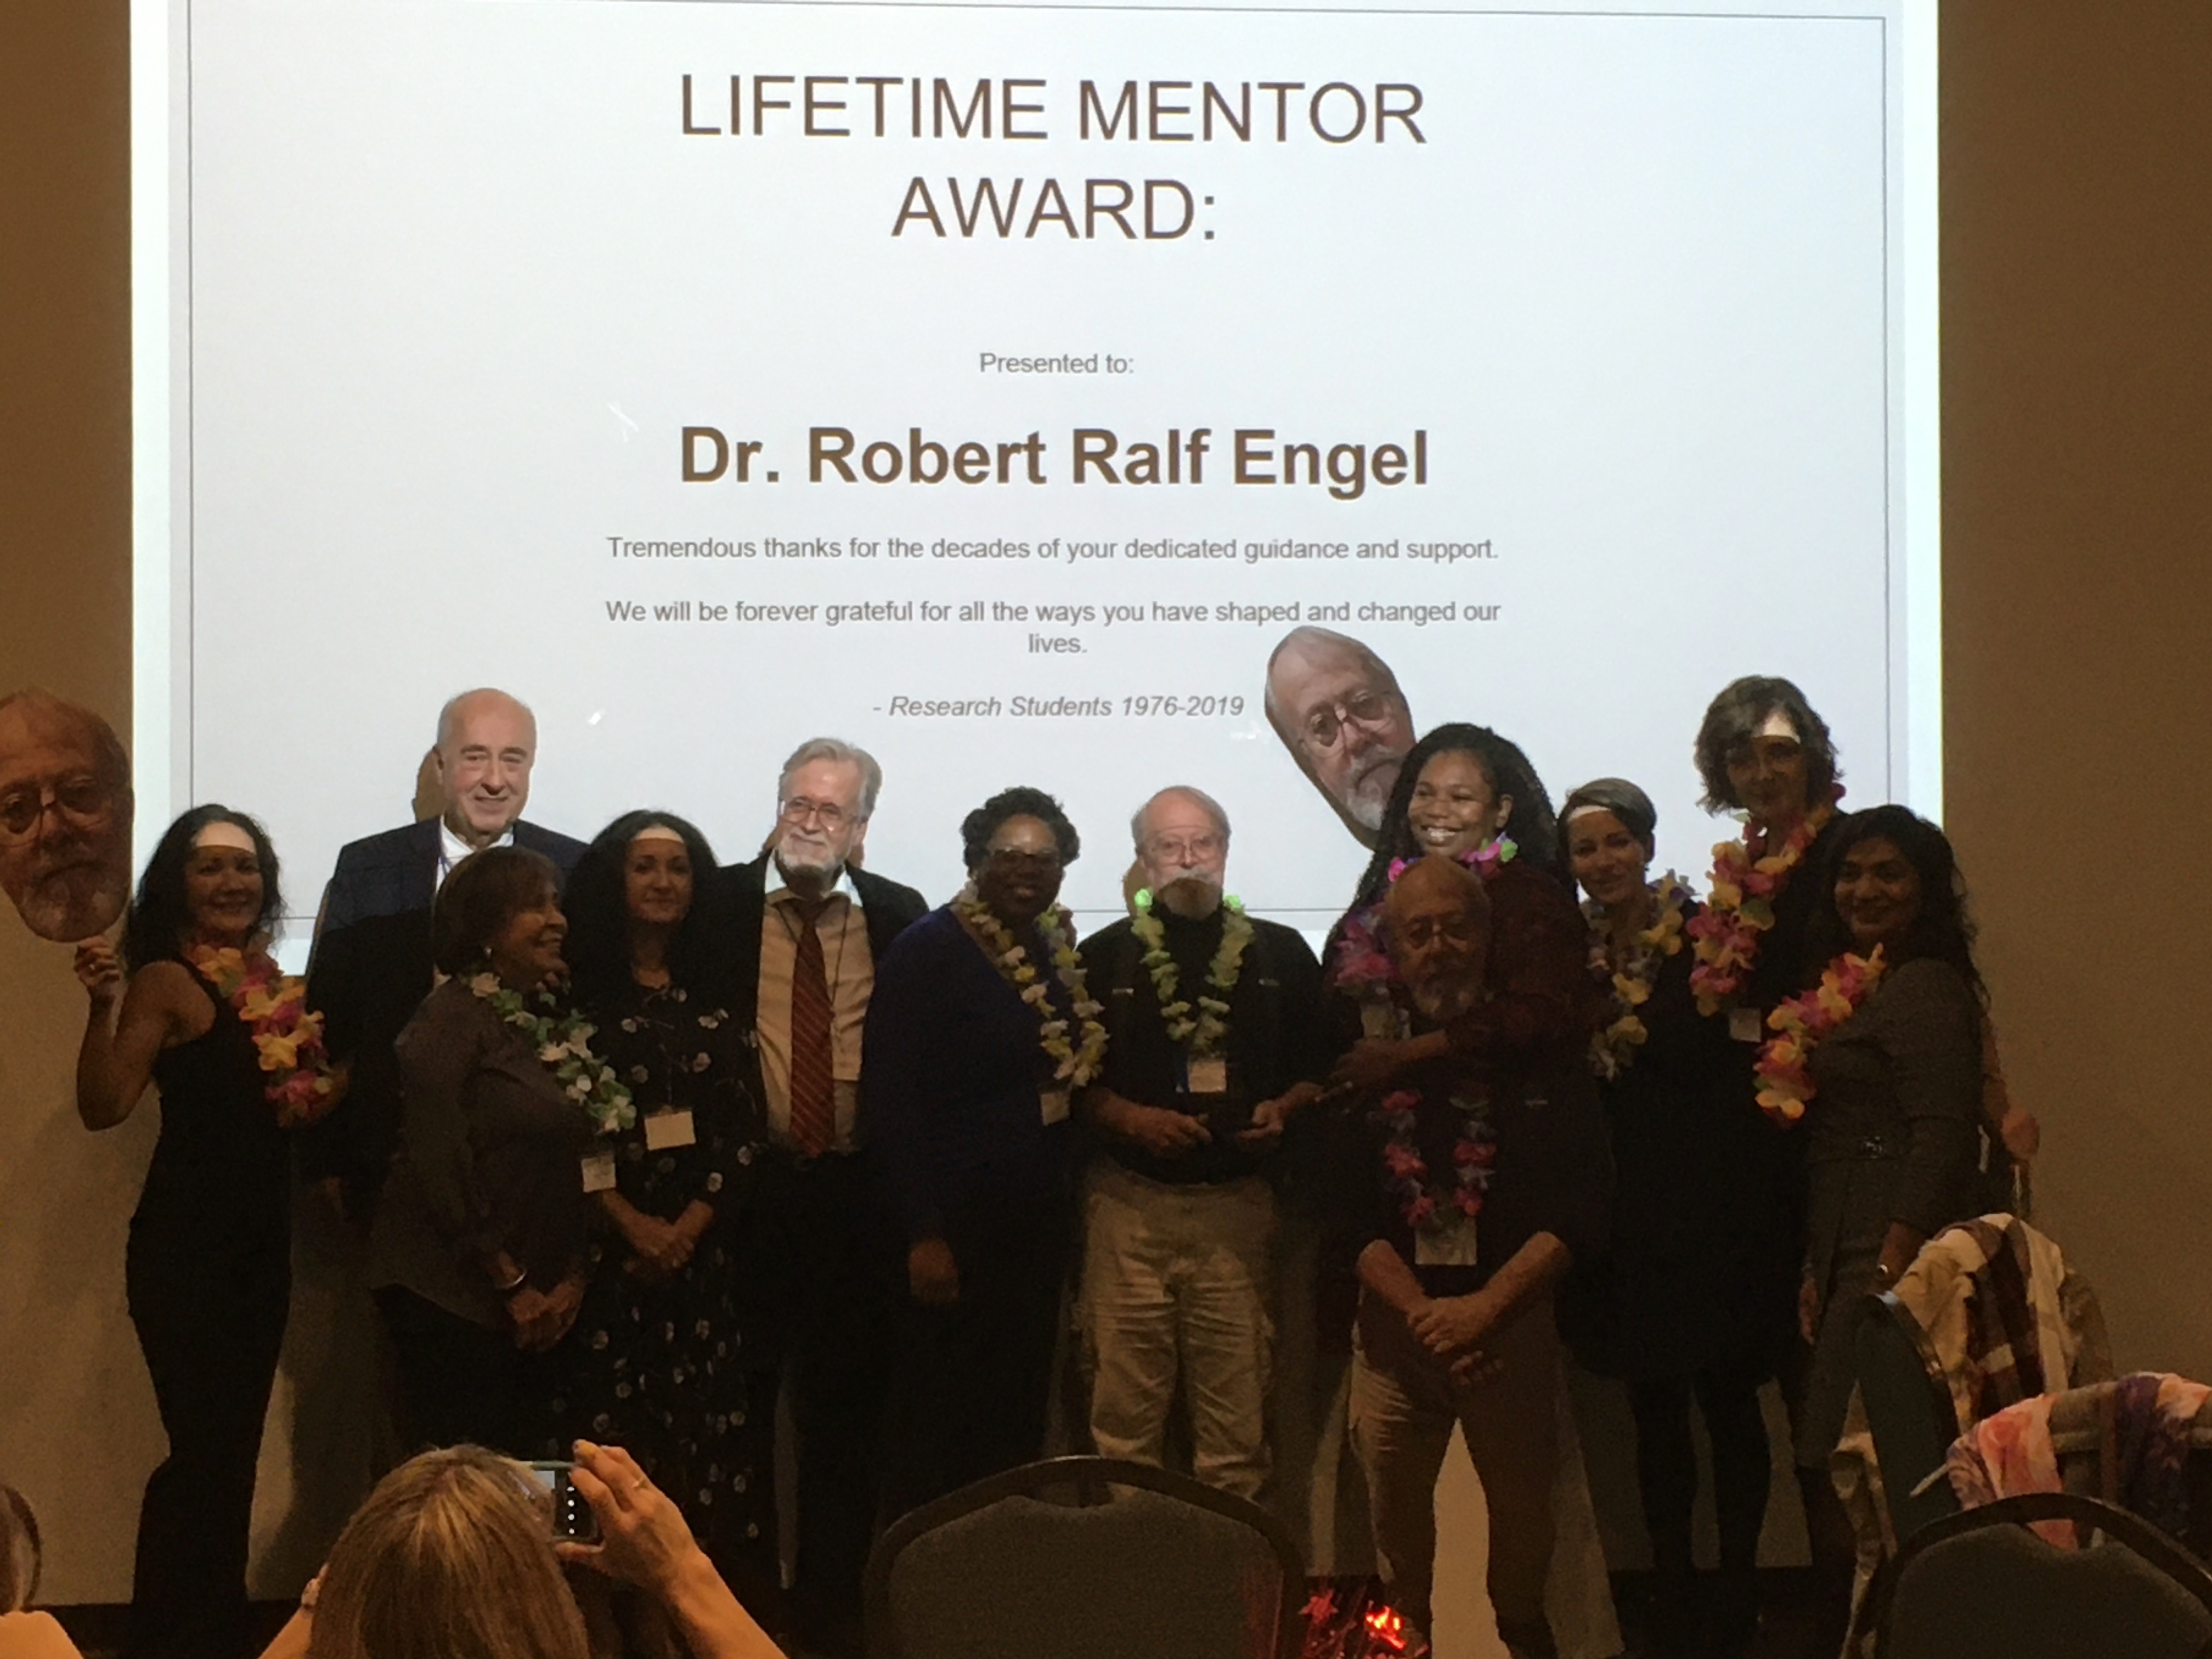 LIFETIME MENTOR
AWARD:
Presented to:
Dr. Robert Ralf Engel
Tremendous thanks for the decades of your dedicated guidance and support.
We will be forever grateful for all the ways you have shaped and changed our
lives.
- Research Students 1976-2019